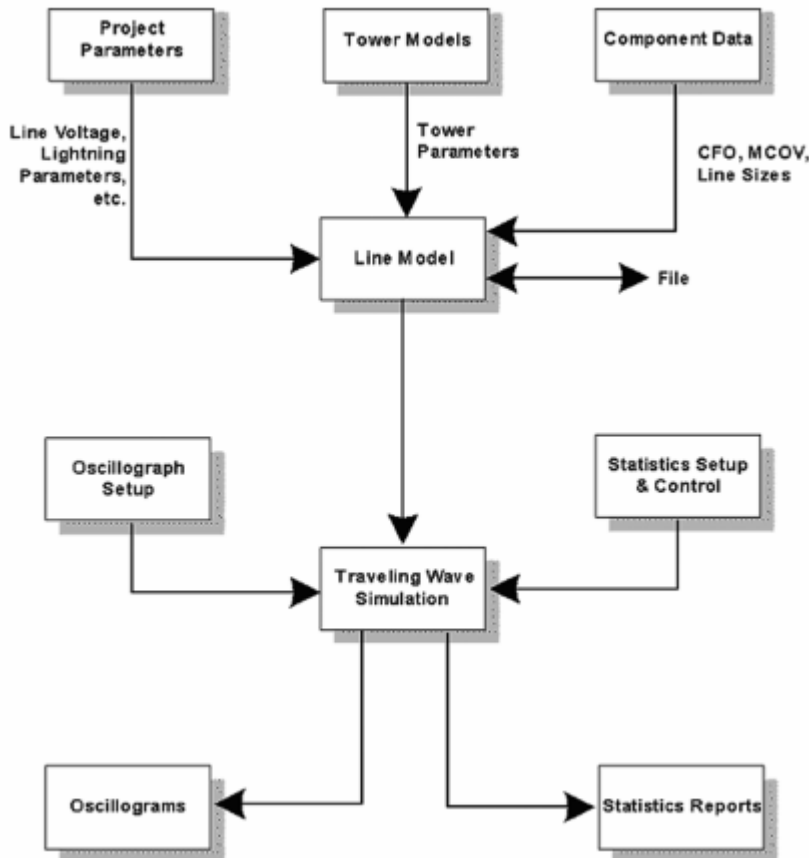 Project
Parameters
Tower Models
Component Data
Line Voltage,
Lightning
Parameters,
etc.
Tower
Parameters
CFO, MCOV,
Line Sizes
Line Model
File
Oscillograph
Setup
Statistics Setup
& Control
Traveling Wave
Simulation
Oscillograms
Statistics Reports